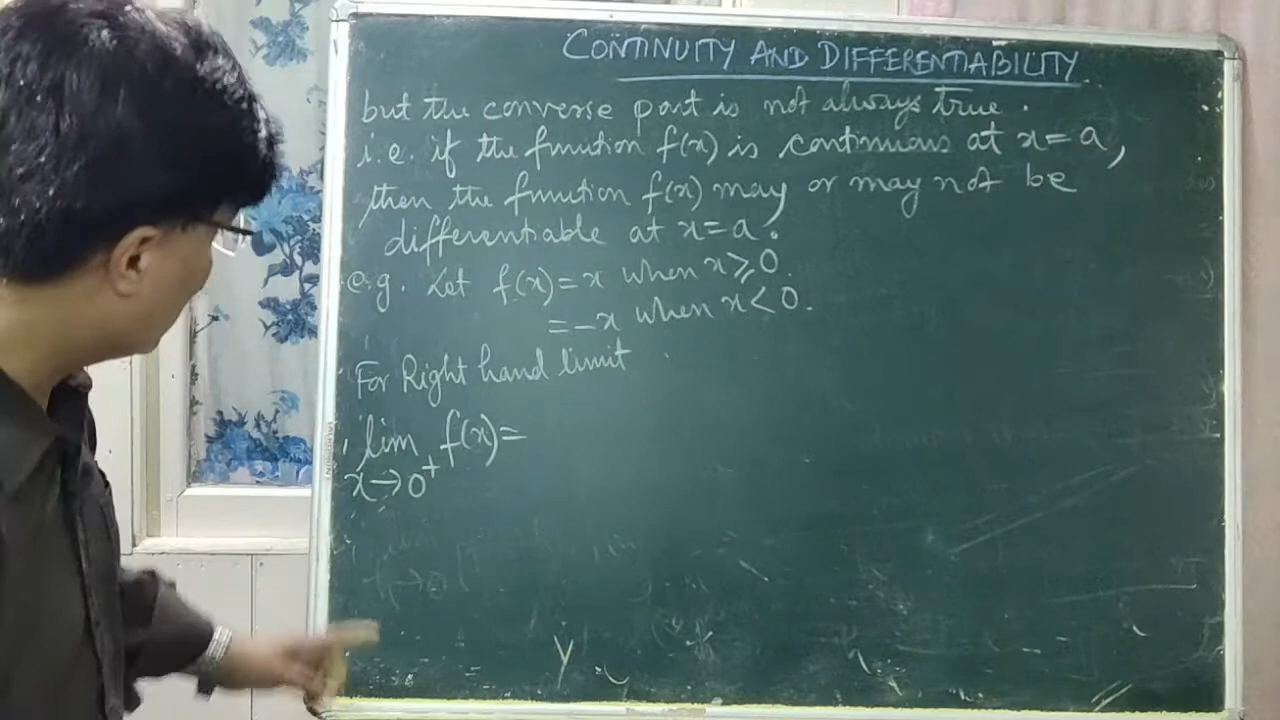 CONTINUITY AND DIFFERENTIABILITY
but the converse part is not always true.
i.e. if the function f(x) is continuous at x=a,
then the function f(x) may or may not be
differentiable at x=a.
e.g. Let f(x)=x when x≥0.
=-x when x<0.
For Right hand limit
lim f(x)=
x→0⁺
y